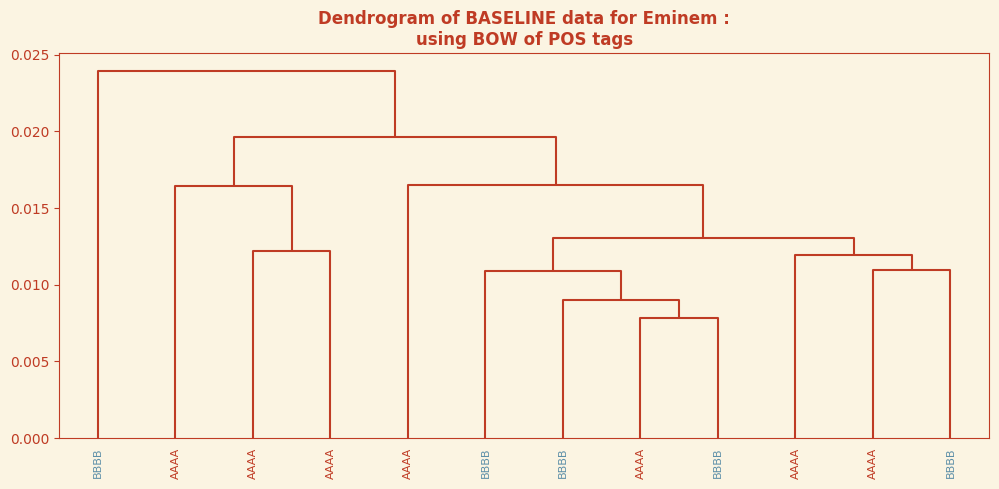 Dendrogram of BASELINE data for Eminem :
using BOW of POS tags
0.025
0.020
0.015
0.010
0.005
0.000
BBBB
AAAA
AAAA
AAAA
AAAA
BBBB
BBBB
AAAA
BBBB
AAAA
AAAA
BBBB